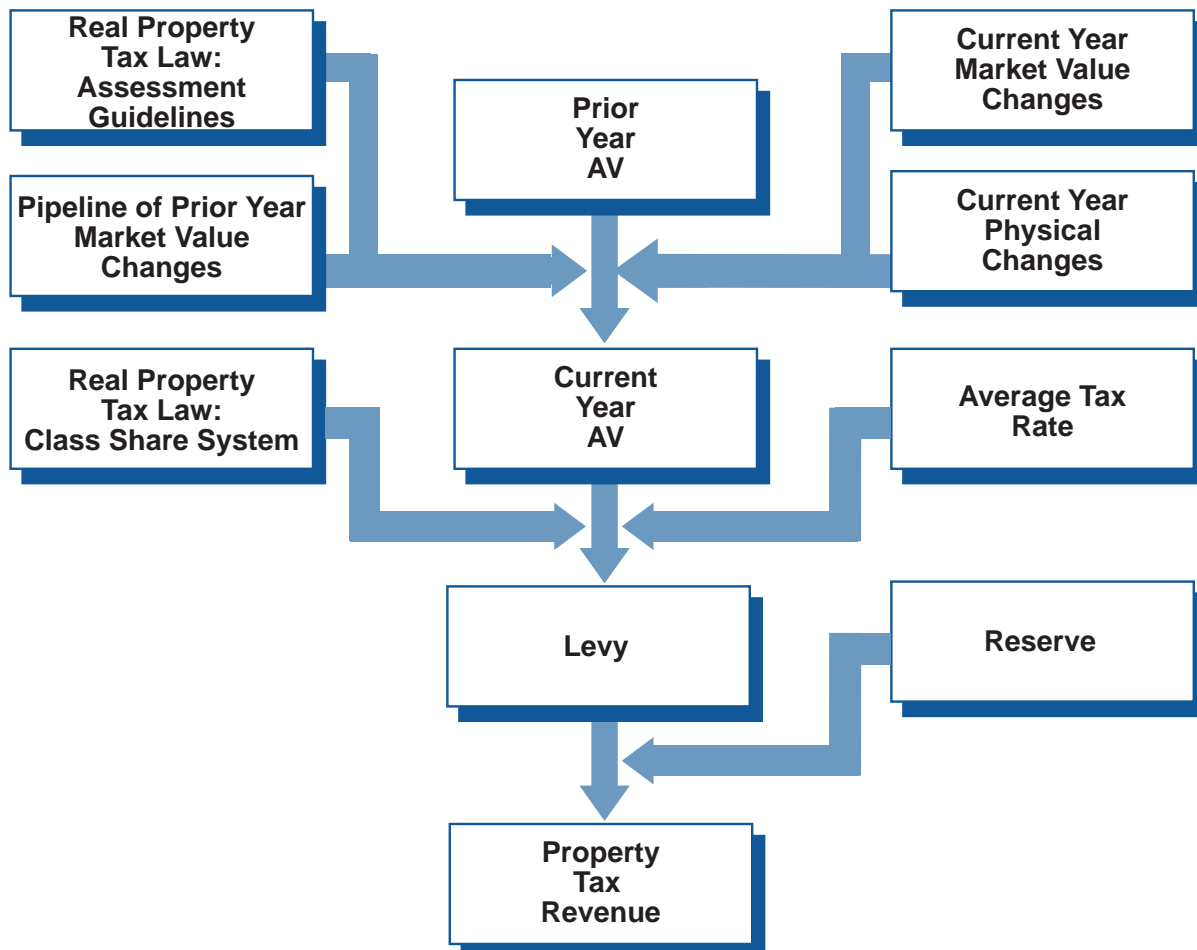 Real Property
Tax Law:
Assessment
Guidelines
Prior
Year
AV
Current Year
Market Value
Changes
Pipeline of Prior Year
Market Value
Changes
Current Year
Physical
Changes
Real Property
Tax Law:
Class Share System
Current
Year
AV
Average Tax
Rate
Levy
Reserve
Property
Tax
Revenue